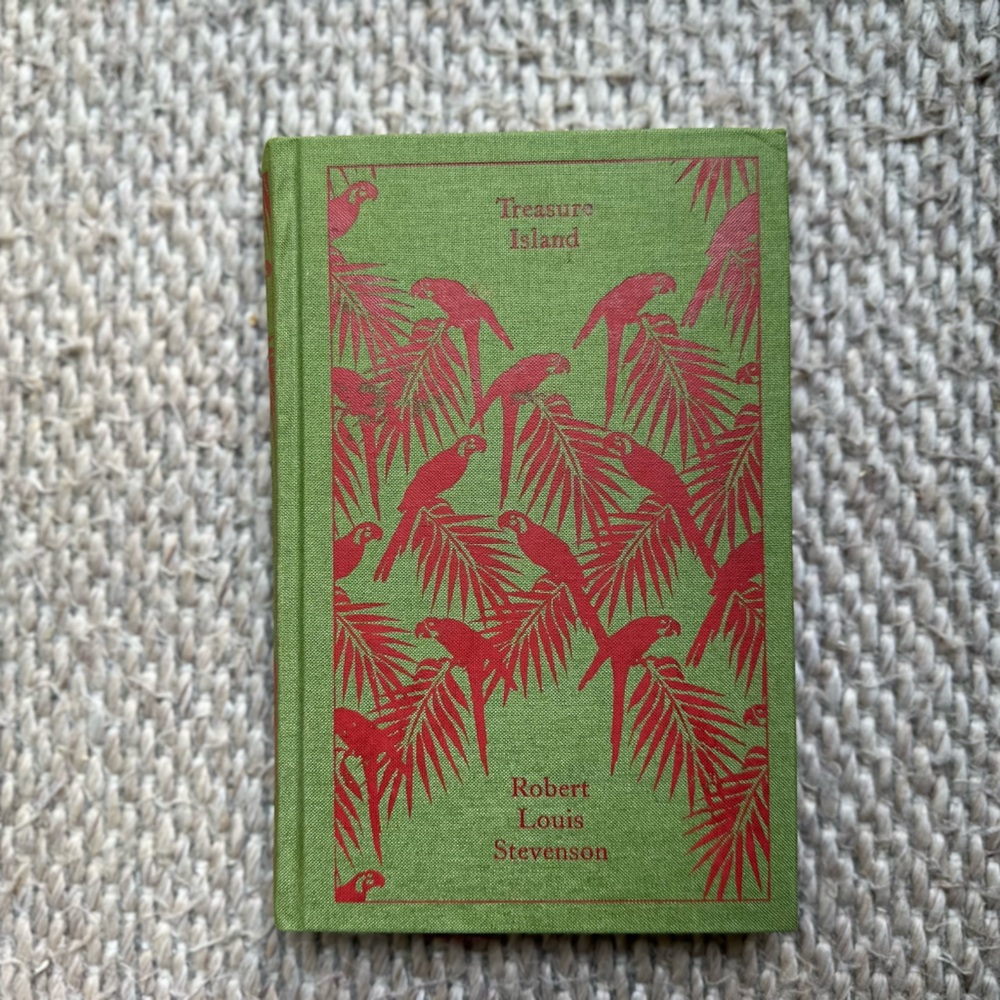 Treasure
Island
Robert
Louis
Stevenson